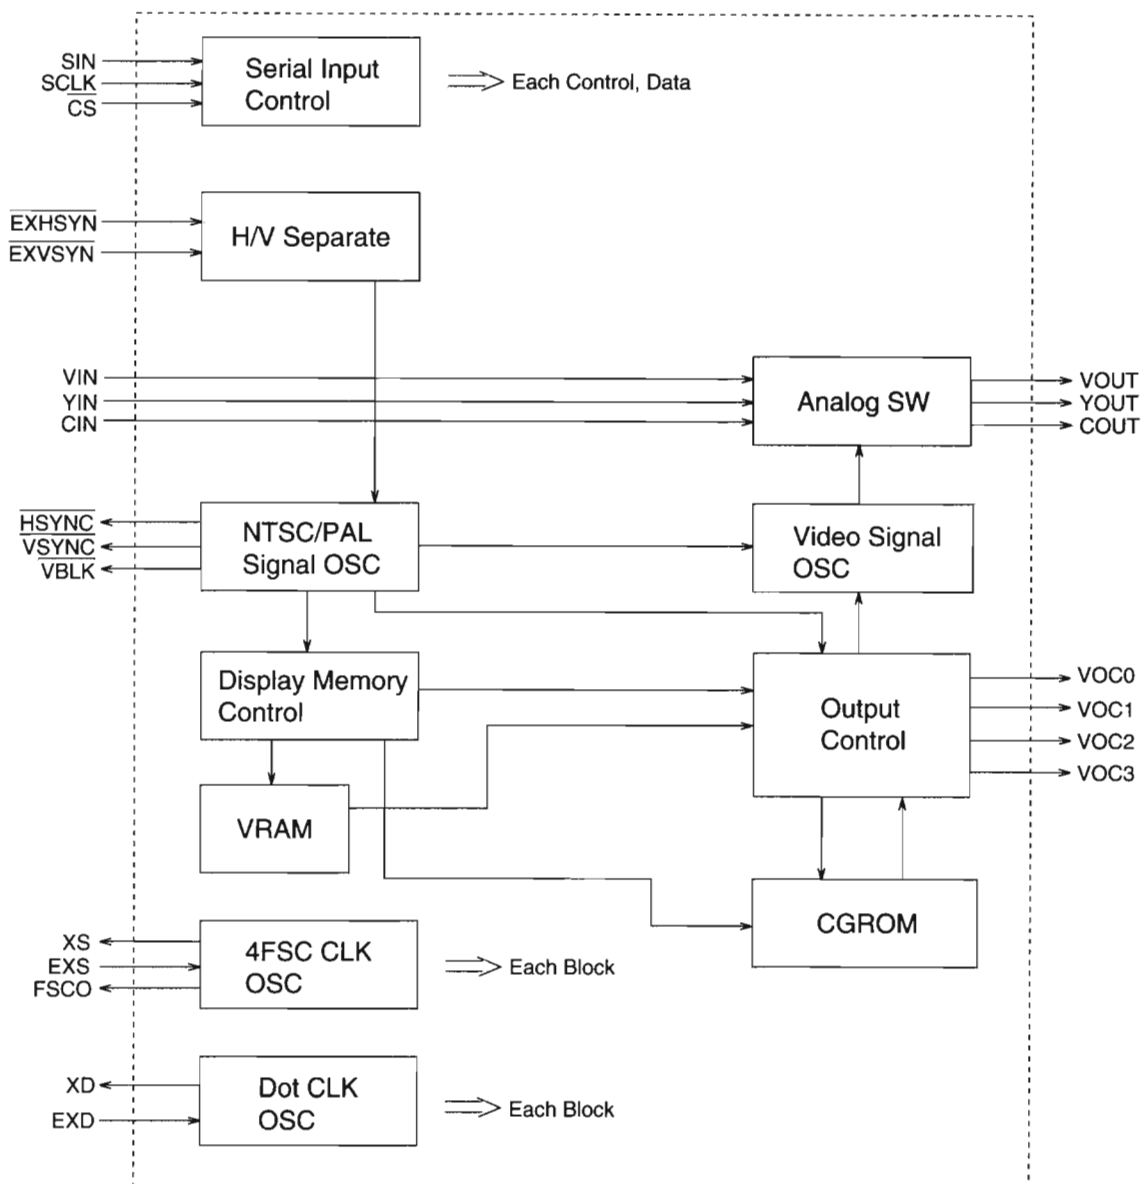 SIN
SCLK
CS
Serial Input
Control
Each Control, Data
EXHSYN
EXVSYN
H/V Separate
VIN
YIN
CIN
Analog SW
VOUT
YOUT
COUT
HSYNC
VSYNC
VBLK
NTSC/PAL
Signal OSC
Video Signal
OSC
Display Memory
Control
Output
Control
VOC0
VOC1
VOC2
VOC3
VRAM
CGROM
XS
EXS
FSCO
4FSC CLK
OSC
Each Block
XD
EXD
Dot CLK
OSC
Each Block